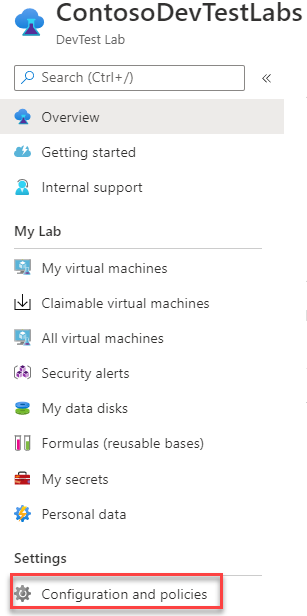 ContosoDevTestLabs
DevTest Lab
Search (Ctrl+/)
«
Overview
Getting started
Internal support
My Lab
My virtual machines
Claimable virtual machines
All virtual machines
Security alerts
My data disks
Formulas (reusable bases)
My secrets
Personal data
Settings
Configuration and policies